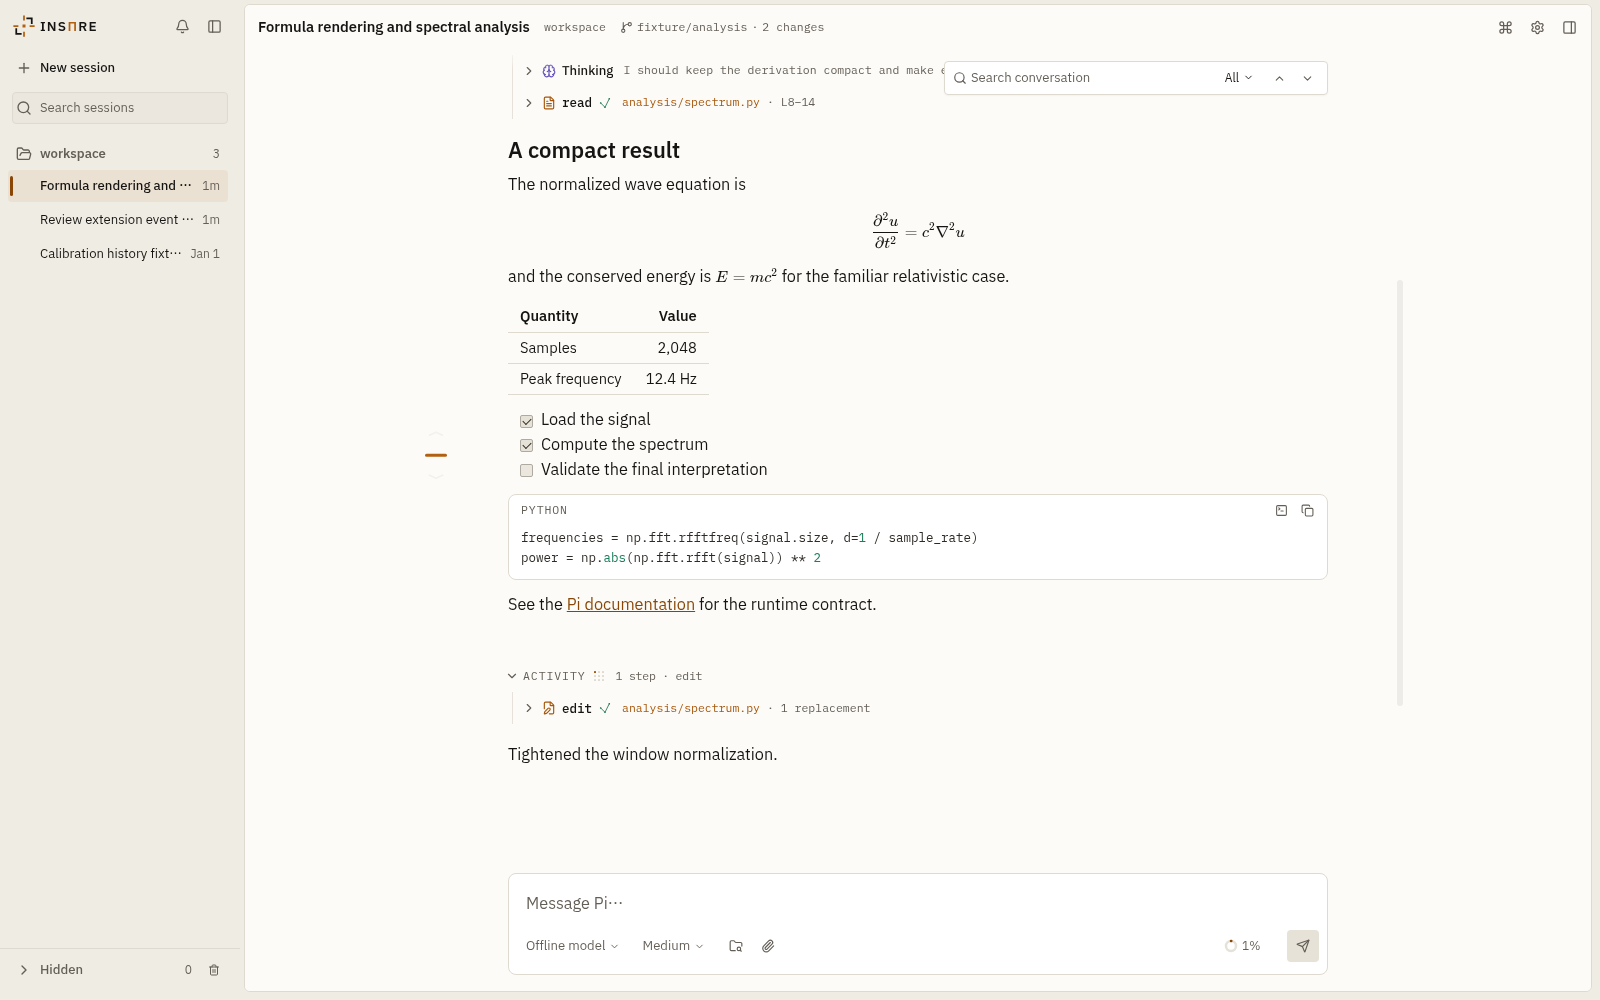 INSΠRE
New session
Search sessions
workspace 3
Formula rendering and ··· 1m
Review extension event ··· 1m
Calibration history fixt··· Jan 1
Hidden 0
Formula rendering and spectral analysis workspace fixture/analysis · 2 changes
Thinking I should keep the derivation compact and make
Search conversation All
read ✓ analysis/spectrum.py · L8–14
A compact result
The normalized wave equation is
∂²u/∂t² = c²∇²u
and the conserved energy is E = mc² for the familiar relativistic case.
Quantity Value
Samples 2,048
Peak frequency 12.4 Hz
Load the signal
Compute the spectrum
Validate the final interpretation
PYTHON
frequencies = np.fft.rfftfreq(signal.size, d=1 / sample_rate)
power = np.abs(np.fft.rfft(signal)) ** 2
See the Pi documentation for the runtime contract.
ACTIVITY 1 step · edit
edit ✓ analysis/spectrum.py · 1 replacement
Tightened the window normalization.
Message Pi···
Offline model Medium 1%